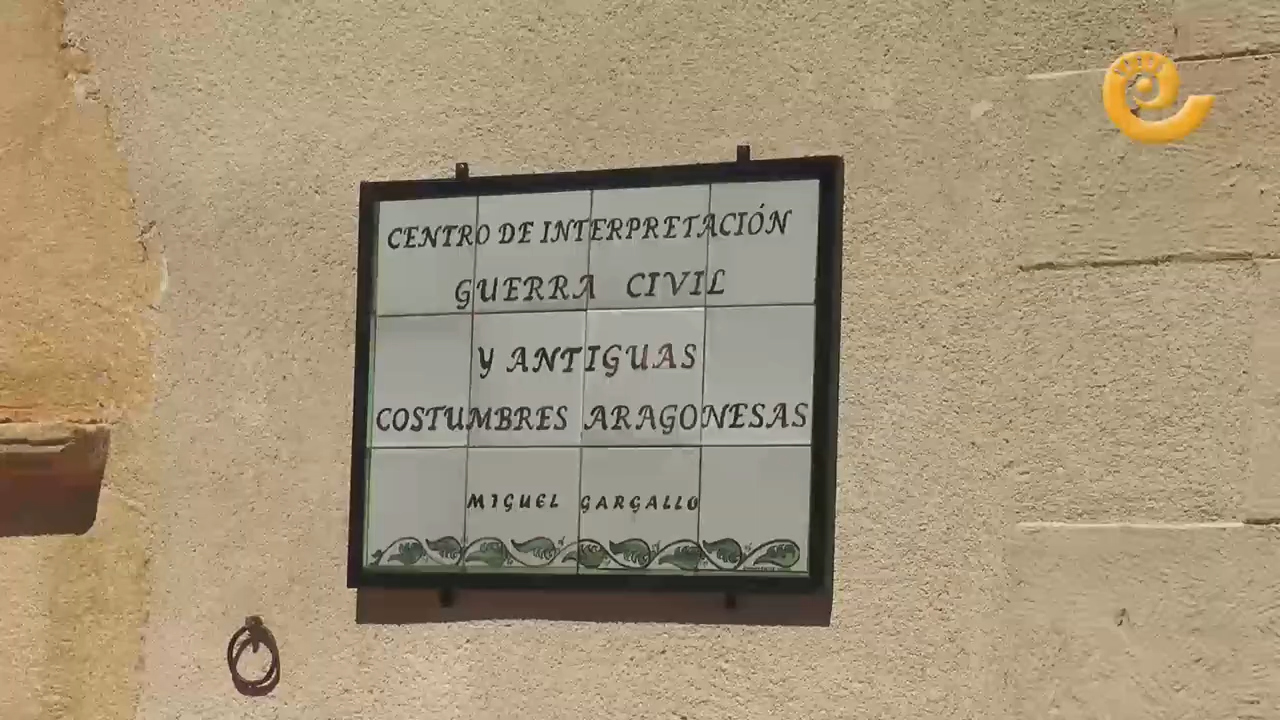 CENTRO DE INTERPRETACIÓN
GUERRA CIVIL
Y ANTIGUAS
COSTUMBRES ARAGONESAS
MIGUEL GARGALLO